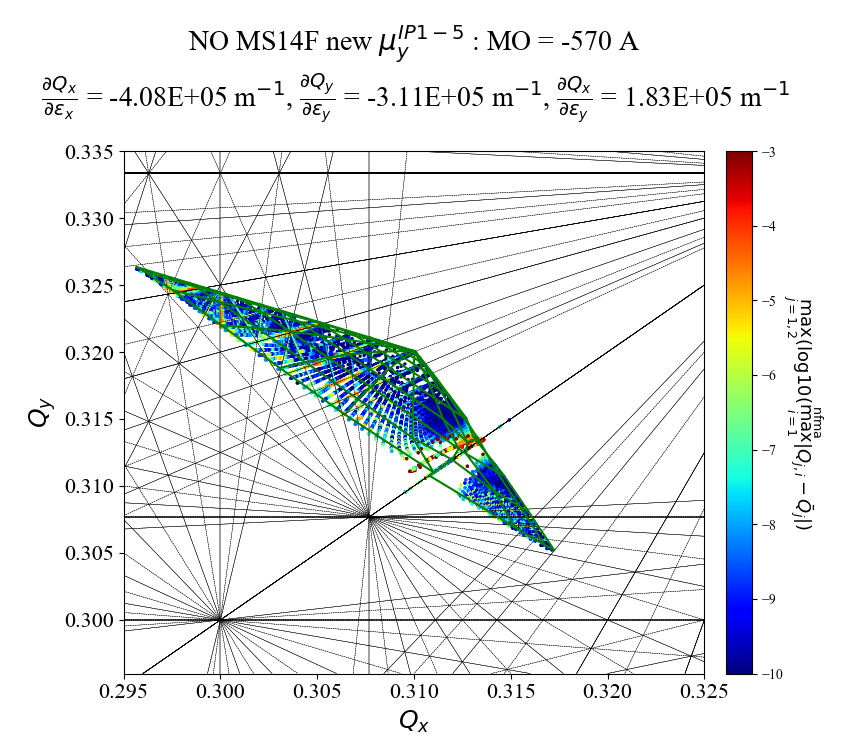 NO MS14F new μ_y^{IP1−5} : MO = -570 A
∂Q_x/∂ε_x = -4.08E+05 m^{−1}, ∂Q_y/∂ε_y = -3.11E+05 m^{−1}, ∂Q_x/∂ε_y = 1.83E+05 m^{−1}
0.335
0.330
0.325
0.320
0.315
0.310
0.305
0.300
Q_y
0.295 0.300 0.305 0.310 0.315 0.320 0.325
Q_x
−3
−4
−5
−6
−7
−8
−9
−10
max_{j=1,2}(log10(max_{i=1}^{nfma}|Q_{j,i} − Q̄_i|)